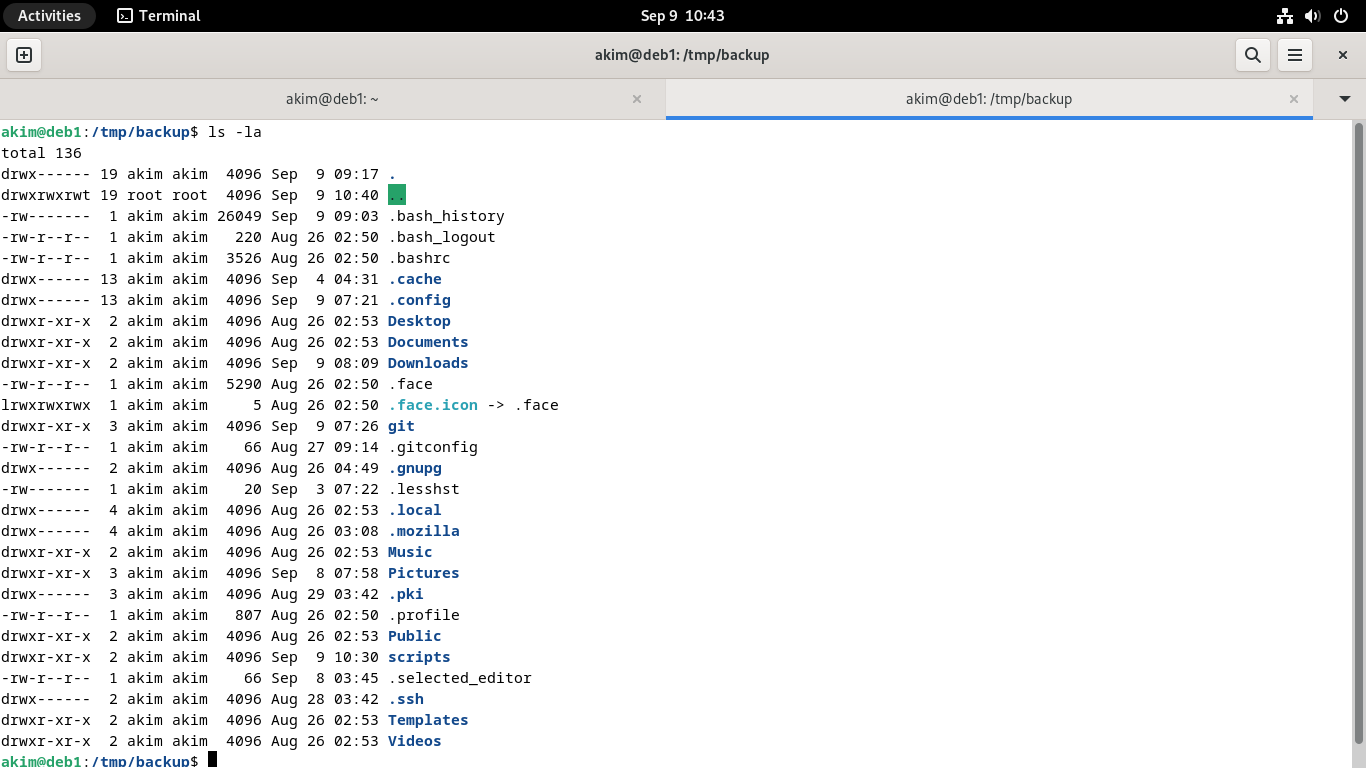 Activities Terminal Sep 9 10:43
akim@deb1: /tmp/backup
akim@deb1: ~ akim@deb1: /tmp/backup
akim@deb1:/tmp/backup$ ls -la
total 136
drwx------ 19 akim akim  4096 Sep  9 09:17 .
drwxrwxrwt 19 root root  4096 Sep  9 10:40 ..
-rw-------  1 akim akim 26049 Sep  9 09:03 .bash_history
-rw-r--r--  1 akim akim   220 Aug 26 02:50 .bash_logout
-rw-r--r--  1 akim akim  3526 Aug 26 02:50 .bashrc
drwx------ 13 akim akim  4096 Sep  4 04:31 .cache
drwx------ 13 akim akim  4096 Sep  9 07:21 .config
drwxr-xr-x  2 akim akim  4096 Aug 26 02:53 Desktop
drwxr-xr-x  2 akim akim  4096 Aug 26 02:53 Documents
drwxr-xr-x  2 akim akim  4096 Sep  9 08:09 Downloads
-rw-r--r--  1 akim akim  5290 Aug 26 02:50 .face
lrwxrwxrwx  1 akim akim     5 Aug 26 02:50 .face.icon -> .face
drwxr-xr-x  3 akim akim  4096 Sep  9 07:26 git
-rw-r--r--  1 akim akim    66 Aug 27 09:14 .gitconfig
drwx------  2 akim akim  4096 Aug 26 04:49 .gnupg
-rw-------  1 akim akim    20 Sep  3 07:22 .lesshst
drwx------  4 akim akim  4096 Aug 26 02:53 .local
drwx------  4 akim akim  4096 Aug 26 03:08 .mozilla
drwxr-xr-x  2 akim akim  4096 Aug 26 02:53 Music
drwxr-xr-x  3 akim akim  4096 Sep  8 07:58 Pictures
drwx------  3 akim akim  4096 Aug 29 03:42 .pki
-rw-r--r--  1 akim akim   807 Aug 26 02:50 .profile
drwxr-xr-x  2 akim akim  4096 Aug 26 02:53 Public
drwxr-xr-x  2 akim akim  4096 Sep  9 10:30 scripts
-rw-r--r--  1 akim akim    66 Sep  8 03:45 .selected_editor
drwx------  2 akim akim  4096 Aug 28 03:42 .ssh
drwxr-xr-x  2 akim akim  4096 Aug 26 02:53 Templates
drwxr-xr-x  2 akim akim  4096 Aug 26 02:53 Videos
akim@deb1:/tmp/backup$